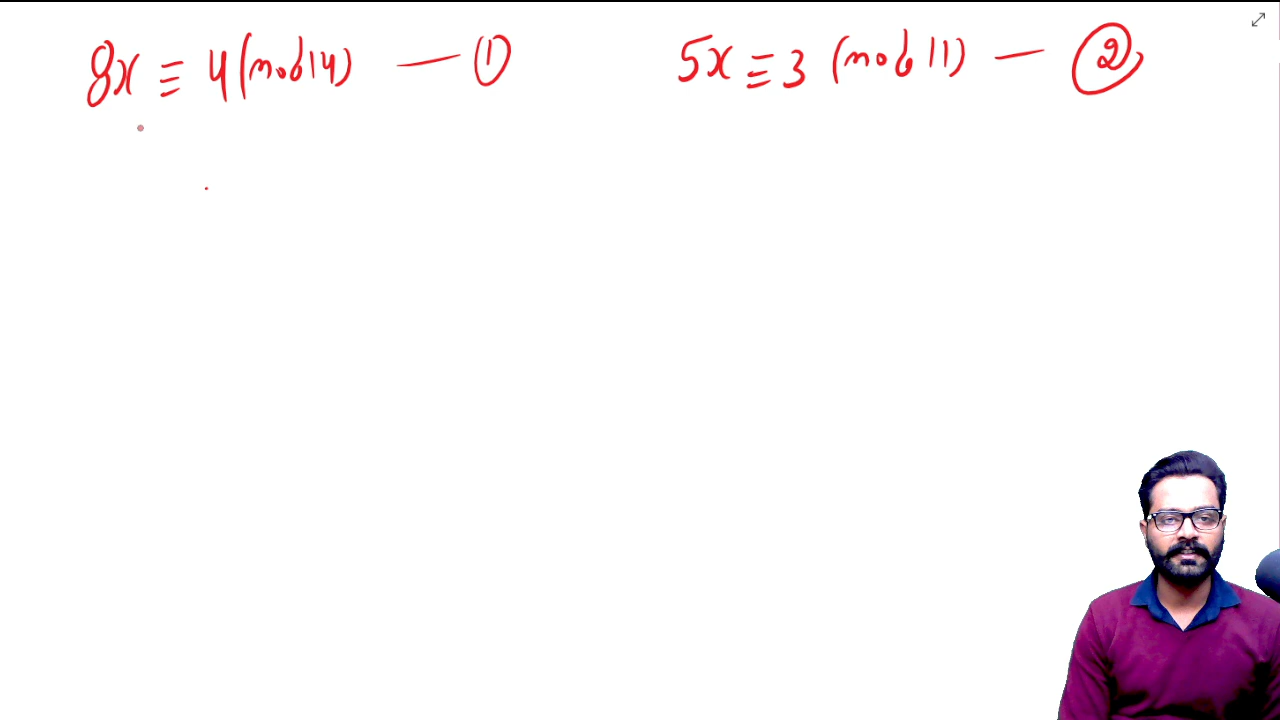 8x ≡ 4 (mod 14) — ① 5x ≡ 3 (mod 11) — ②